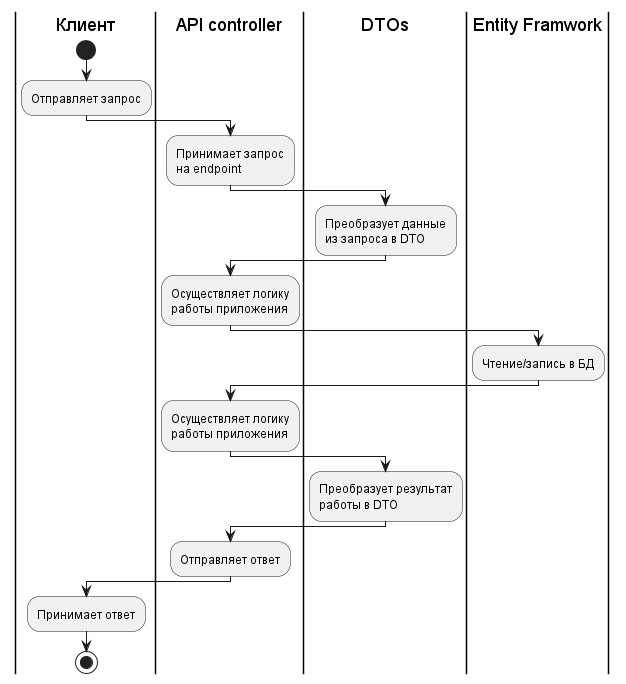 Клиент
API controller
DTOs
Entity Framwork
Отправляет запрос
Принимает запрос
на endpoint
Преобразует данные
из запроса в DTO
Осуществляет логику
работы приложения
Чтение/запись в БД
Осуществляет логику
работы приложения
Преобразует результат
работы в DTO
Отправляет ответ
Принимает ответ